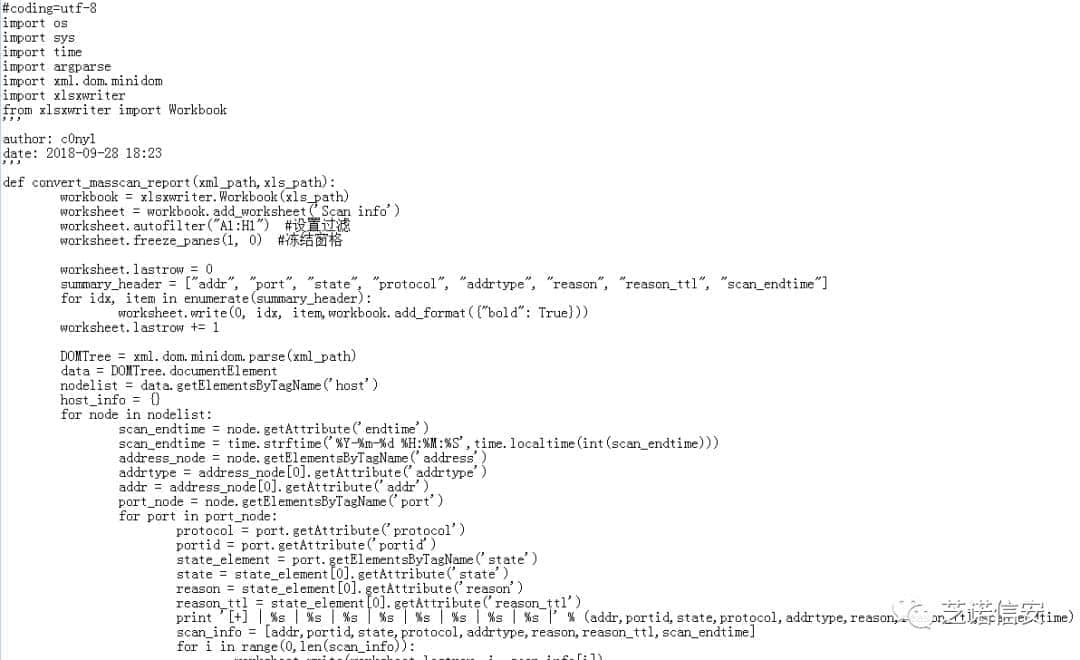 #coding=utf-8
import os
import sys
import time
import argparse
import xml.dom.minidom
import xlsxwriter
from xlsxwriter import Workbook
'''
author: c0ny1
date: 2018-09-28 18:23
'''
def convert_masscan_report(xml_path,xls_path):
workbook = xlsxwriter.Workbook(xls_path)
worksheet = workbook.add_worksheet('Scan info')
worksheet.autofilter("A1:H1") #设置过滤
worksheet.freeze_panes(1, 0) #冻结窗格
worksheet.lastrow = 0
summary_header = ["addr", "port", "state", "protocol", "addrtype", "reason", "reason_ttl", "scan_endtime"]
for idx, item in enumerate(summary_header):
worksheet.write(0, idx, item,workbook.add_format({"bold": True}))
worksheet.lastrow += 1
DOMTree = xml.dom.minidom.parse(xml_path)
data = DOMTree.documentElement
nodelist = data.getElementsByTagName('host')
host_info = {}
for node in nodelist:
scan_endtime = node.getAttribute('endtime')
scan_endtime = time.strftime('%Y-%m-%d %H:%M:%S',time.localtime(int(scan_endtime)))
address_node = node.getElementsByTagName('address')
addrtype = address_node[0].getAttribute('addrtype')
addr = address_node[0].getAttribute('addr')
port_node = node.getElementsByTagName('port')
for port in port_node:
protocol = port.getAttribute('protocol')
portid = port.getAttribute('portid')
state_element = port.getElementsByTagName('state')
state = state_element[0].getAttribute('state')
reason = state_element[0].getAttribute('reason')
reason_ttl = state_element[0].getAttribute('reason_ttl')
print '[+] | %s | %s | %s | %s | %s | %s | %s | %s |' % (addr,portid,state,protocol,addrtype,reason,
艺诺信安
scan_info = [addr,portid,state,protocol,addrtype,reason,reason_ttl,scan_endtime]
for i in range(0,len(scan_info)):